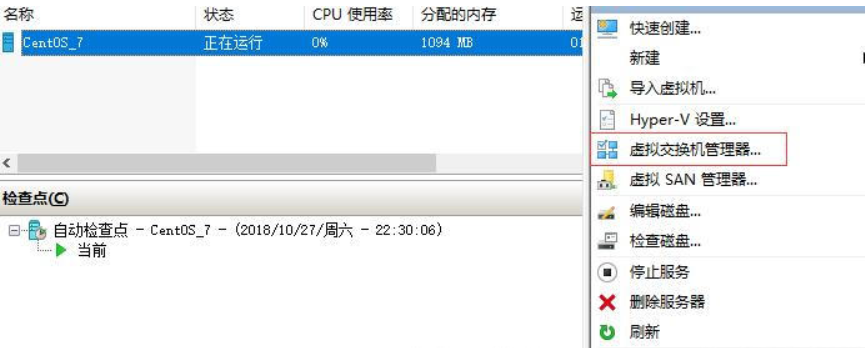 名称 状态 CPU 使用率 分配的内存 运
CentOS_7 正在运行 0% 1094 MB 01
检查点(C)
自动检查点 - CentOS_7 - (2018/10/27/周六 - 22:30:06)
当前
快速创建...
新建
导入虚拟机...
Hyper-V 设置...
虚拟交换机管理器...
虚拟 SAN 管理器...
编辑磁盘...
检查磁盘...
停止服务
删除服务器
刷新